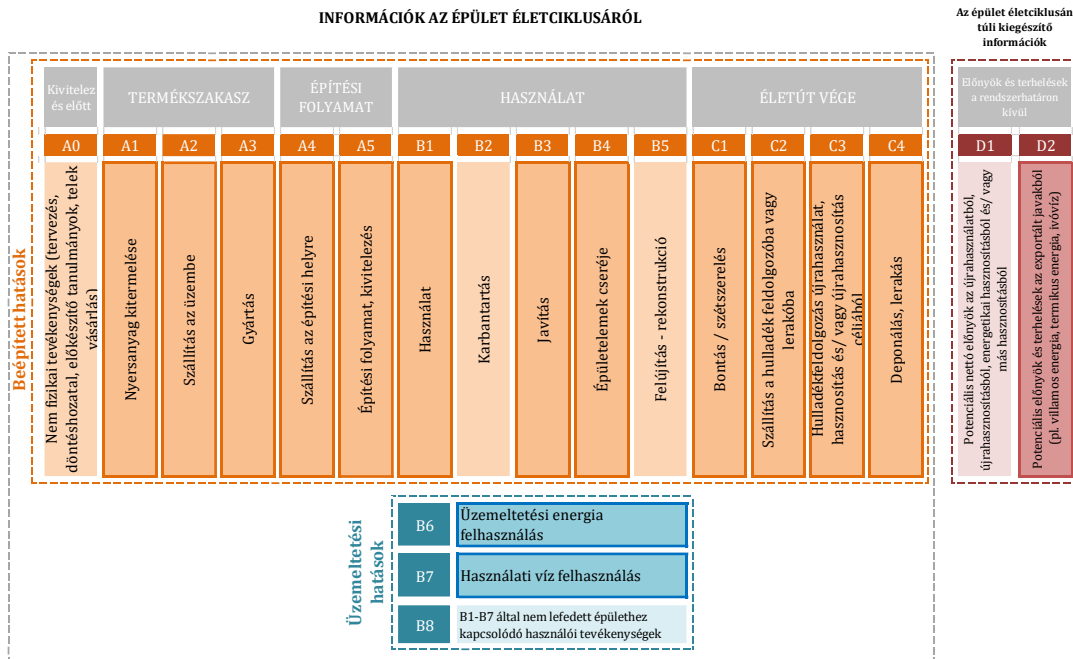 INFORMÁCIÓK AZ ÉPÜLET ÉLETCIKLUSÁRÓL
Az épület életciklusán
túli kiegészítő
információk
Kivitelez
és előtt
TERMÉKSZAKASZ
ÉPÍTÉSI
FOLYAMAT
HASZNÁLAT
ÉLETÚT VÉGE
Előnyök és terhelések
a rendszerhatáron
kívül
A0
A1
A2
A3
A4
A5
B1
B2
B3
B4
B5
C1
C2
C3
C4
D1
D2
Beépített hatások
Nem fizikai tevékenységek (tervezés,
döntéshozatal, előkészítő tanulmányok, telek
vásárlás)
Nyersanyag kitermelése
Szállítás az üzembe
Gyártás
Szállítás az építési helyre
Építési folyamat, kivitelezés
Használat
Karbantartás
Javítás
Épületelemek cseréje
Felújítás - rekonstrukció
Bontás / szétszerelés
Szállítás a hulladék feldolgozóba vagy
lerakóba
Hulladékfeldolgozás újrahasználat,
hasznosítás és/ vagy újrahasznosítás
céljából
Deponálás, lerakás
Potenciális nettó előnyök az újrahasználatból,
újrahasznosításból, energetikai hasznosításból és/ vagy
más hasznosításból
Potenciális előnyök és terhelések az exportált javakból
(pl. villamos energia, termikus energia, ivóvíz)
Üzemeltetési
hatások
B6
Üzemeltetési energia
felhasználás
B7
Használati víz felhasználás
B8
B1-B7 által nem lefedett épülethez
kapcsolódó használói tevékenységek